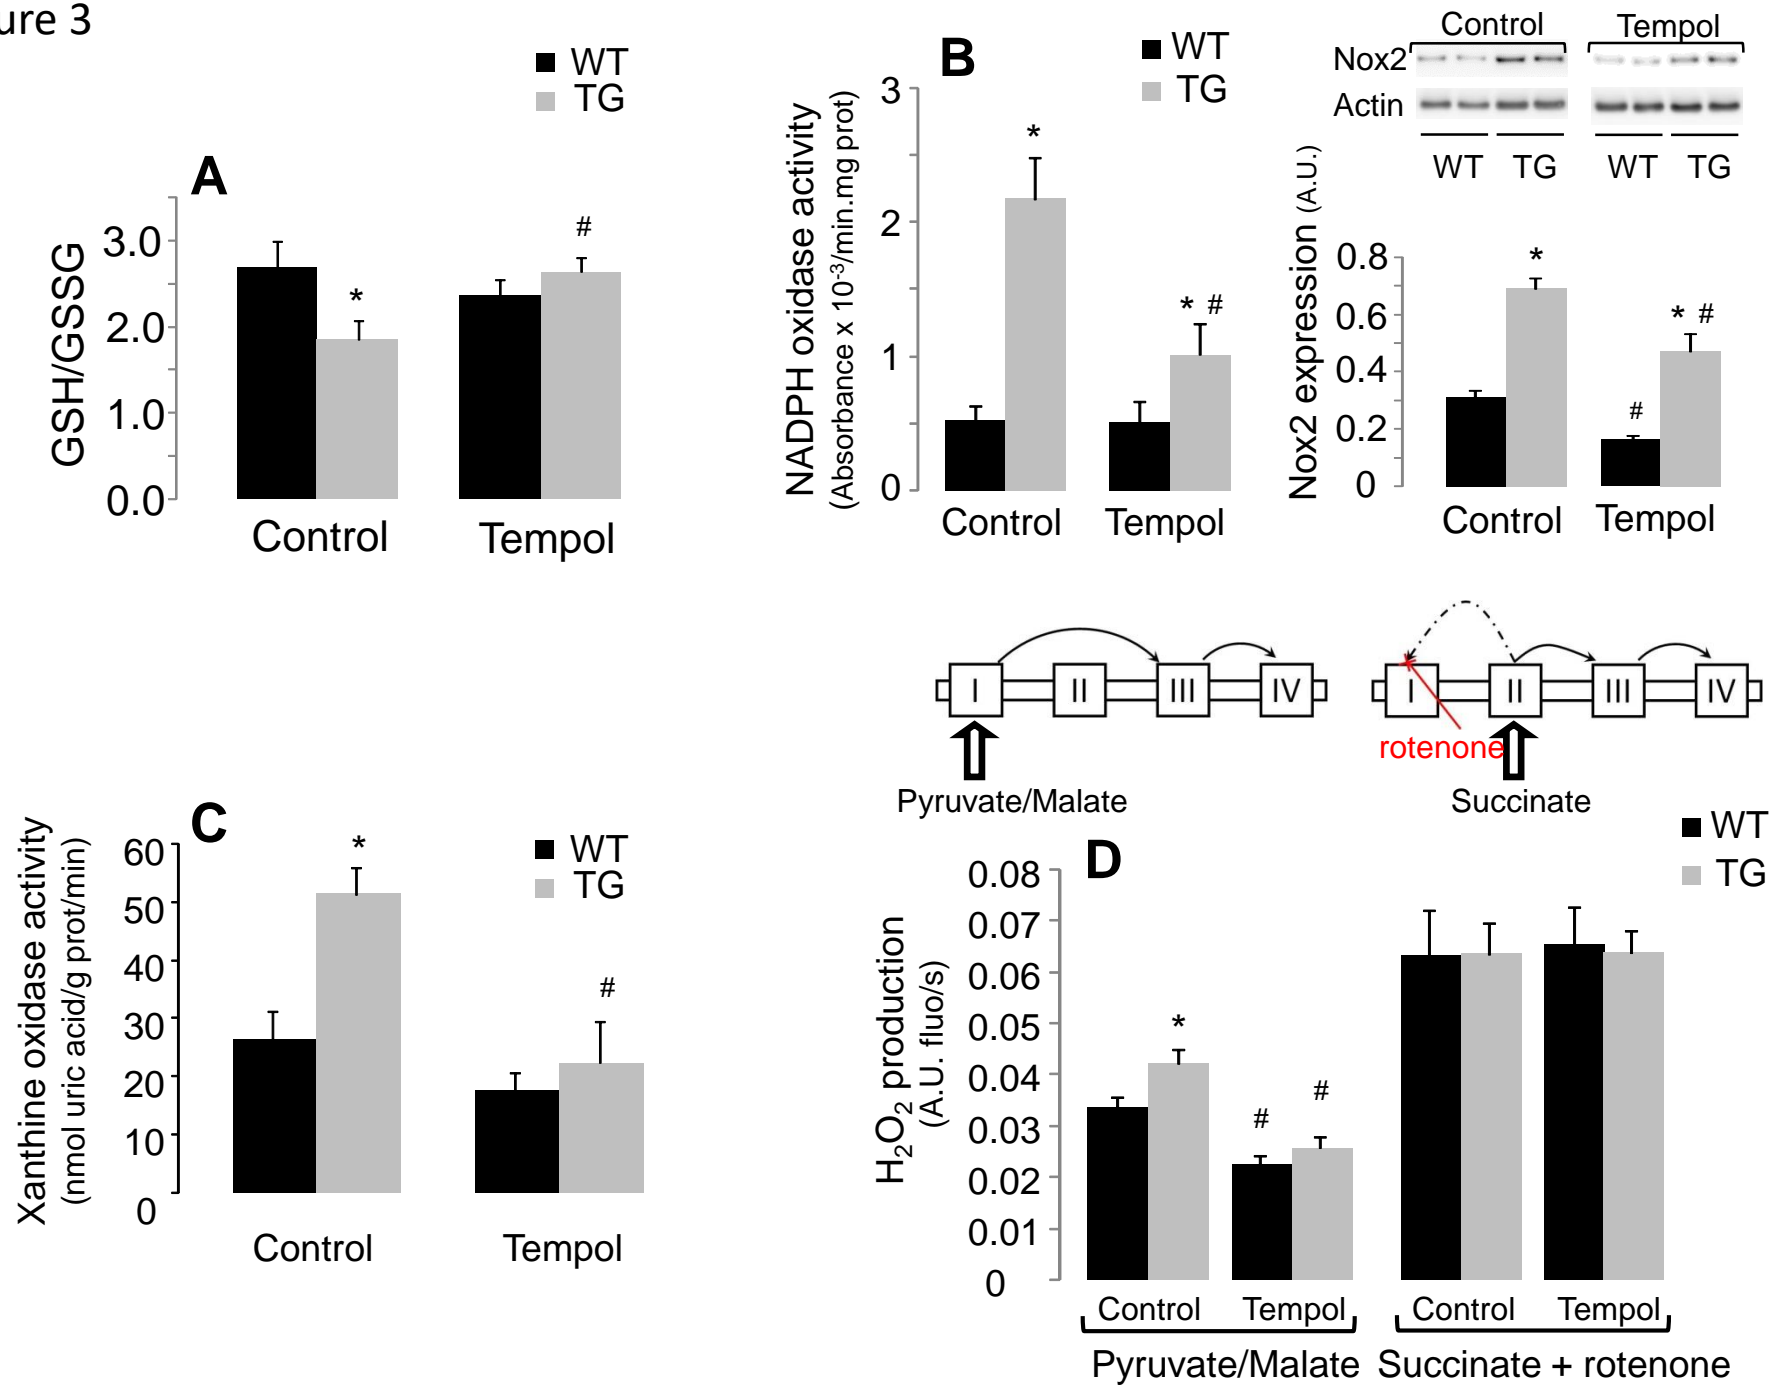 ure 3
WT
TG
A
GSH/GSSG
3.0
2.0
1.0
0.0
*
#
Control
Tempol
B
WT
TG
NADPH oxidase activity
(Absorbance x 10⁻³/min.mg prot)
3
2
1
0
*
* #
Control
Tempol
Control
Tempol
Nox2
Actin
WT
TG
WT
TG
Nox2 expression (A.U.)
0.8
0.6
0.4
0.2
0
*
#
* #
Control
Tempol
C
WT
TG
Xanthine oxidase activity
(nmol uric acid/g prot/min)
60
50
40
30
20
10
0
*
#
Control
Tempol
I
II
III
IV
Pyruvate/Malate
I
II
III
IV
rotenone
Succinate
D
WT
TG
H₂O₂ production
(A.U. fluo/s)
0.08
0.07
0.06
0.05
0.04
0.03
0.02
0.01
0
*
#
#
Control
Tempol
Control
Tempol
Pyruvate/Malate
Succinate + rotenone